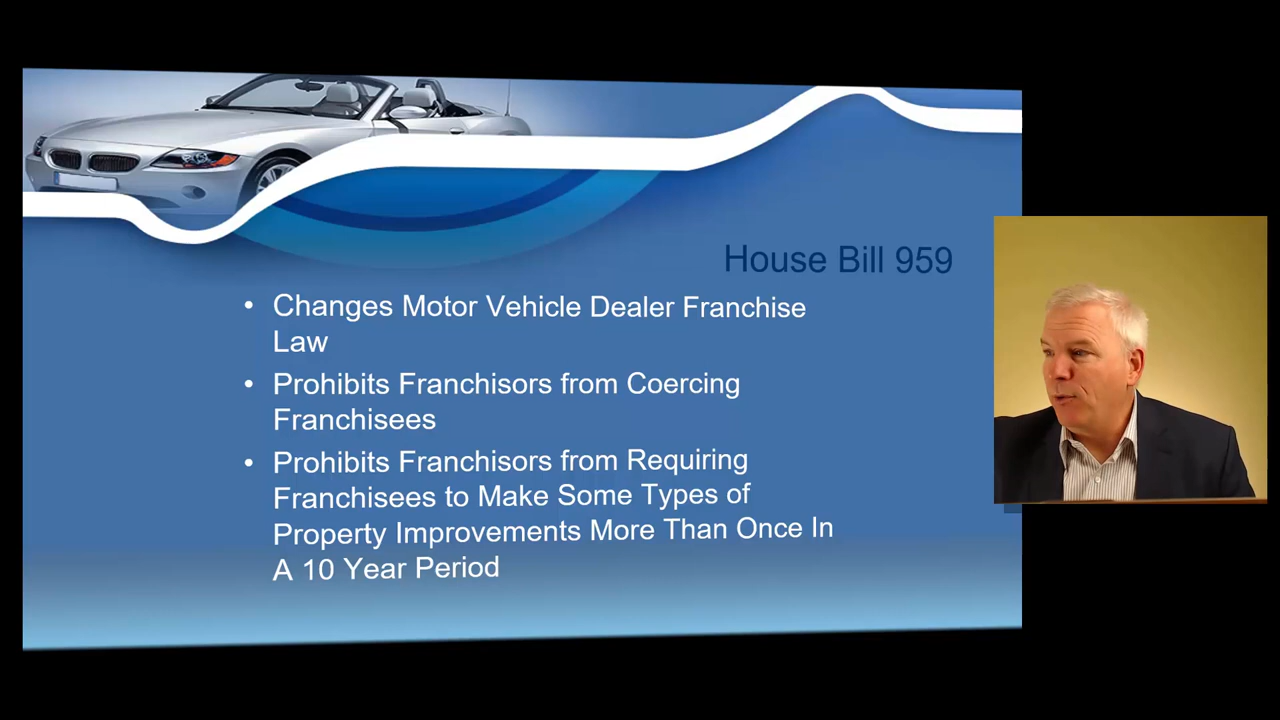 House Bill 959
• Changes Motor Vehicle Dealer Franchise
Law
• Prohibits Franchisors from Coercing
Franchisees
• Prohibits Franchisors from Requiring
Franchisees to Make Some Types of
Property Improvements More Than Once In
A 10 Year Period